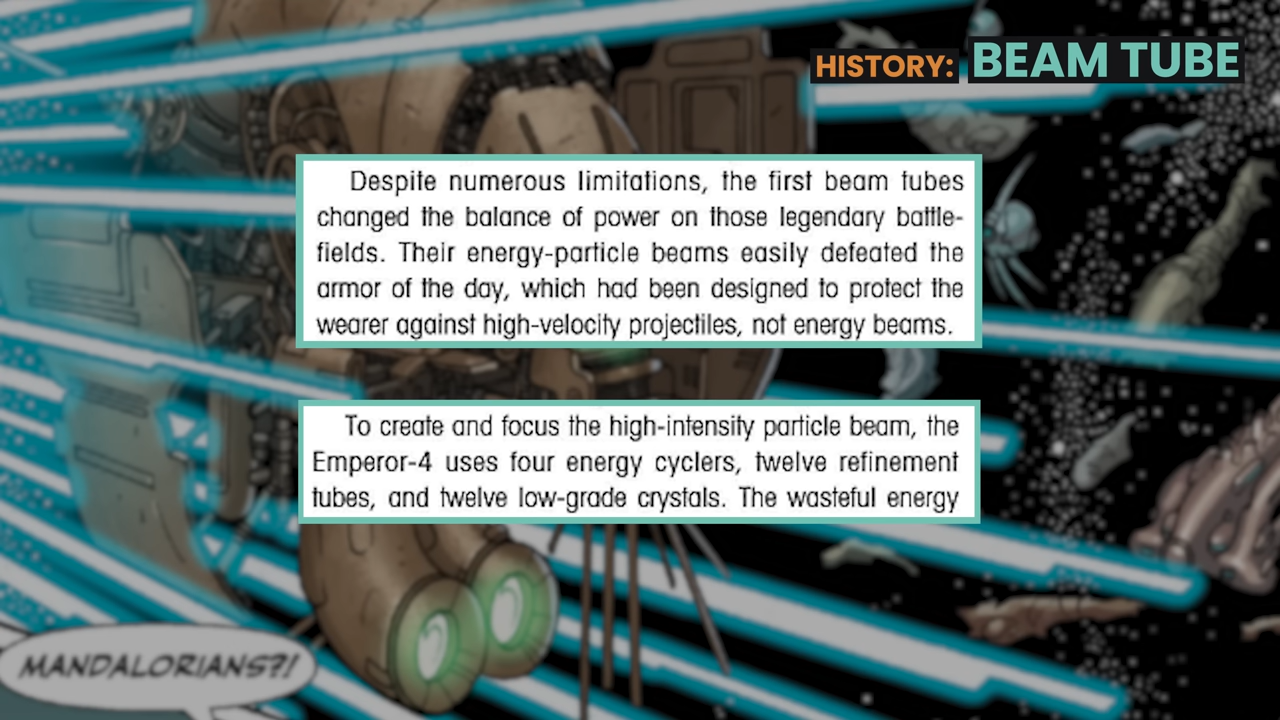 HISTORY: BEAM TUBE
Despite numerous limitations, the first beam tubes
changed the balance of power on those legendary battle-
fields. Their energy-particle beams easily defeated the
armor of the day, which had been designed to protect the
wearer against high-velocity projectiles, not energy beams.
To create and focus the high-intensity particle beam, the
Emperor-4 uses four energy cyclers, twelve refinement
tubes, and twelve low-grade crystals. The wasteful energy
MANDALORIANS?!